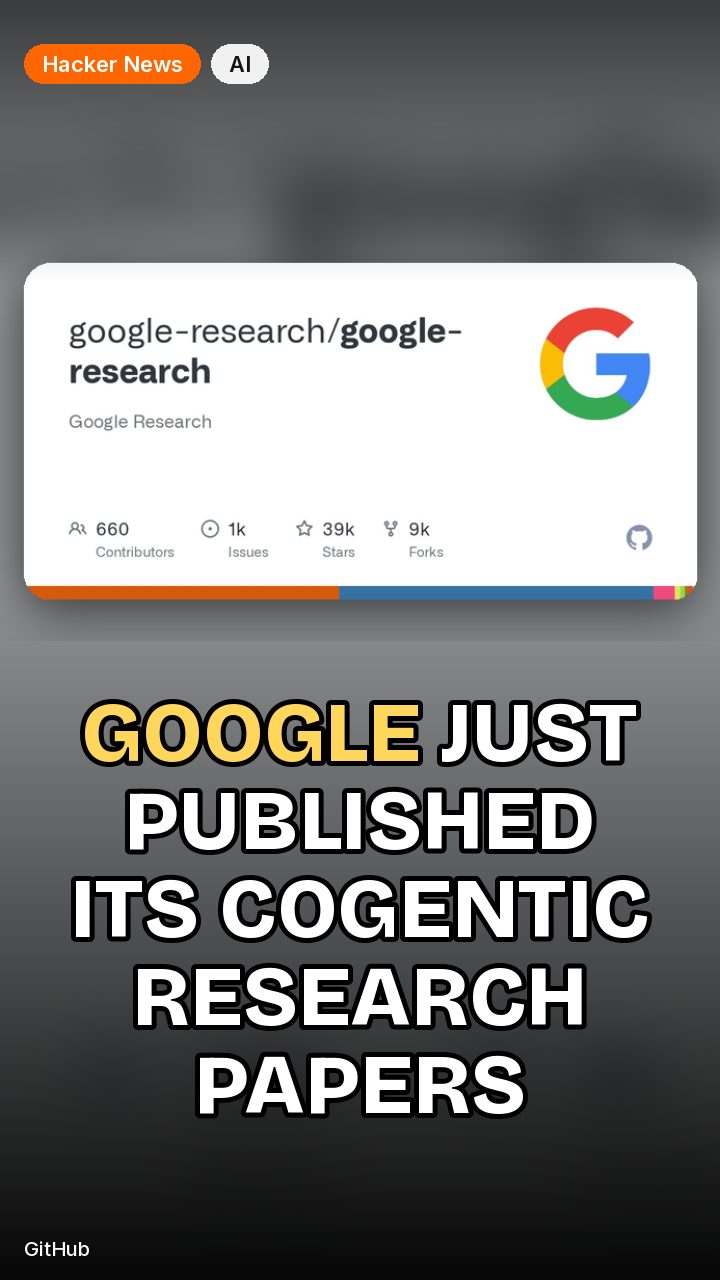 Hacker News
AI
google-research/google-
research
Google Research
660
Contributors
1k
Issues
39k
Stars
9k
Forks
GOOGLE JUST
PUBLISHED
ITS COGENTIC
RESEARCH
PAPERS
GitHub